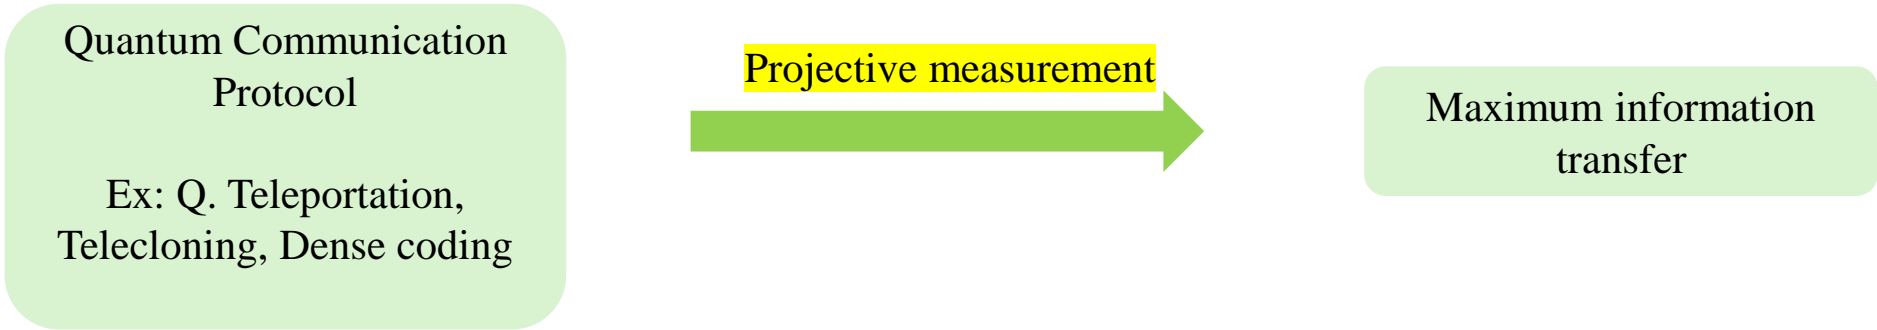 Quantum Communication
Protocol
Ex: Q. Teleportation,
Telecloning, Dense coding
Projective measurement
Maximum information
transfer